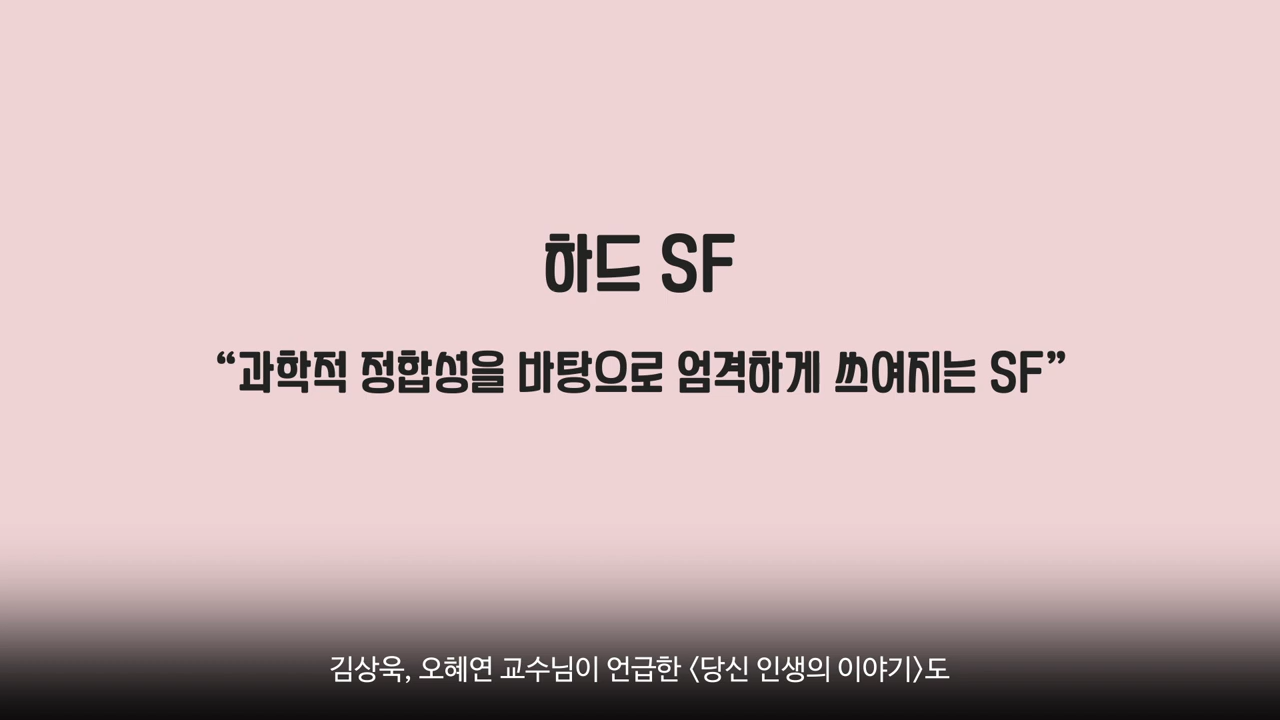 하드 SF
“과학적 정합성을 바탕으로 엄격하게 쓰여지는 SF”
김상욱, 오혜연 교수님이 언급한 〈당신 인생의 이야기〉도